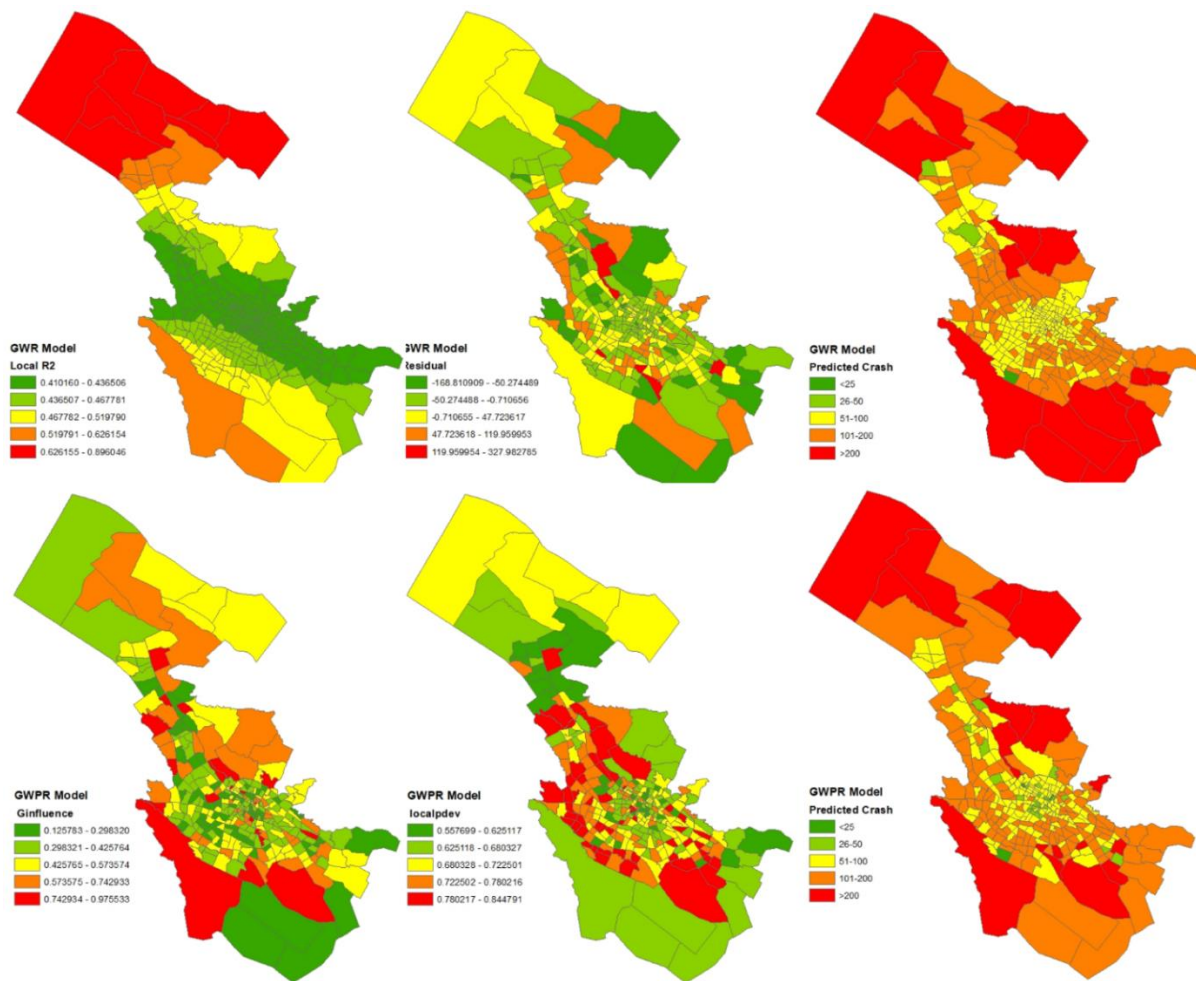 GWR Model
Local R2
0.410160 - 0.436506
0.436507 - 0.467781
0.467782 - 0.519790
0.519791 - 0.626154
0.626155 - 0.896046
GWR Model
Residual
-168.810909 - -50.274489
-50.274488 - -0.710656
-0.710655 - 47.723617
47.723618 - 119.959953
119.959954 - 327.982785
GWR Model
Predicted Crash
<25
26-50
51-100
101-200
>200
GWPR Model
Ginfluence
0.125783 - 0.298320
0.298321 - 0.425764
0.425765 - 0.573574
0.573575 - 0.742933
0.742934 - 0.975533
GWPR Model
localpdev
0.557699 - 0.625117
0.625118 - 0.680327
0.680328 - 0.722501
0.722502 - 0.780216
0.780217 - 0.844791
GWPR Model
Predicted Crash
<25
26-50
51-100
101-200
>200